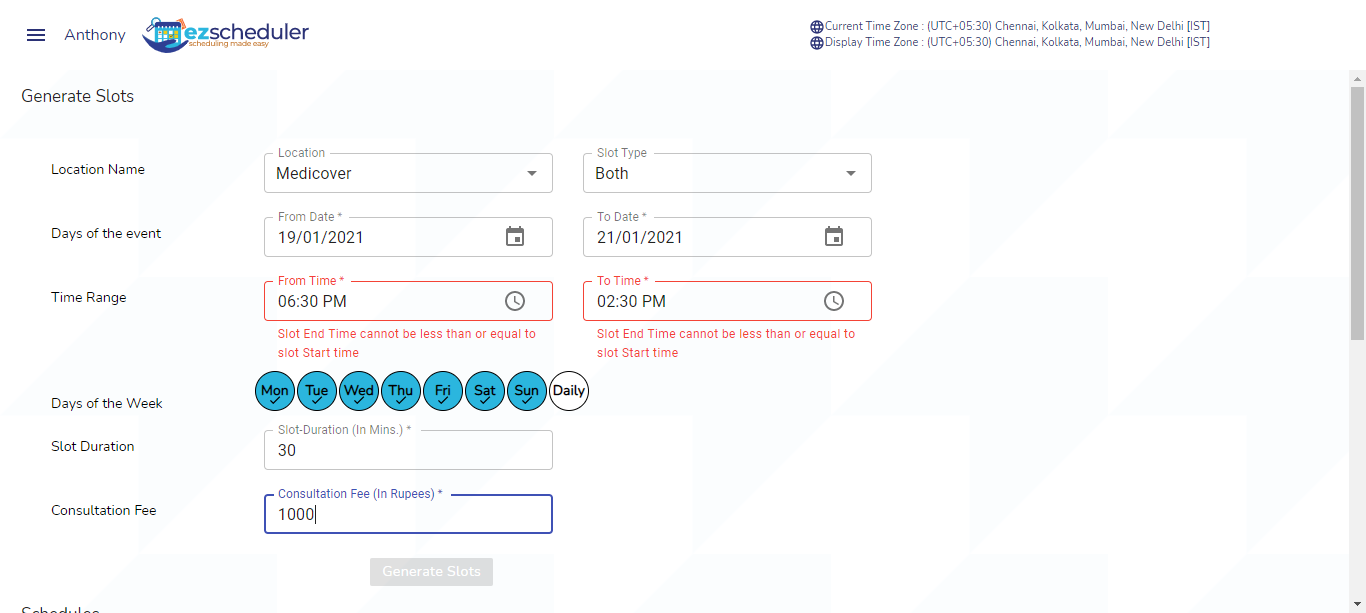 Anthony
ezscheduler
scheduling made easy
Current Time Zone : (UTC+05:30) Chennai, Kolkata, Mumbai, New Delhi [IST]
Display Time Zone : (UTC+05:30) Chennai, Kolkata, Mumbai, New Delhi [IST]
Generate Slots
Location Name
Location
Medicover
Slot Type
Both
Days of the event
From Date *
19/01/2021
To Date *
21/01/2021
Time Range
From Time *
06:30 PM
Slot End Time cannot be less than or equal to
slot Start time
To Time *
02:30 PM
Slot End Time cannot be less than or equal to
slot Start time
Days of the Week
Mon Tue Wed Thu Fri Sat Sun Daily
Slot Duration
Slot-Duration (In Mins.) *
30
Consultation Fee
Consultation Fee (In Rupees) *
1000
Generate Slots
Schedules